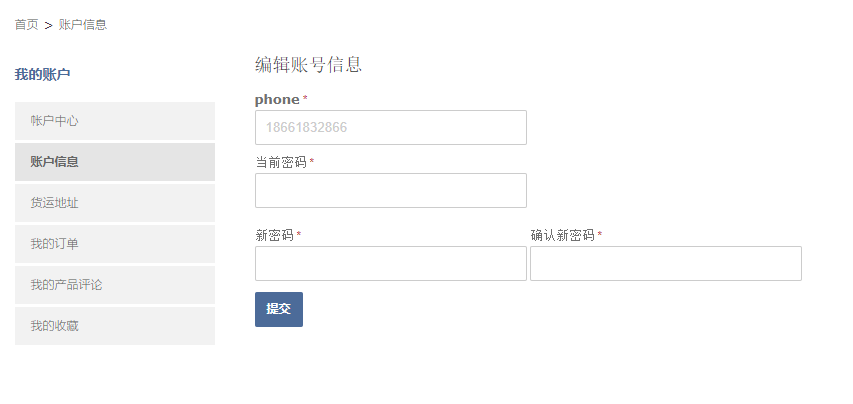 首页 > 账户信息
我的账户
帐户中心
账户信息
货运地址
我的订单
我的产品评论
我的收藏
编辑账号信息
phone *
18661832866
当前密码 *
新密码 * 确认新密码 *
提交